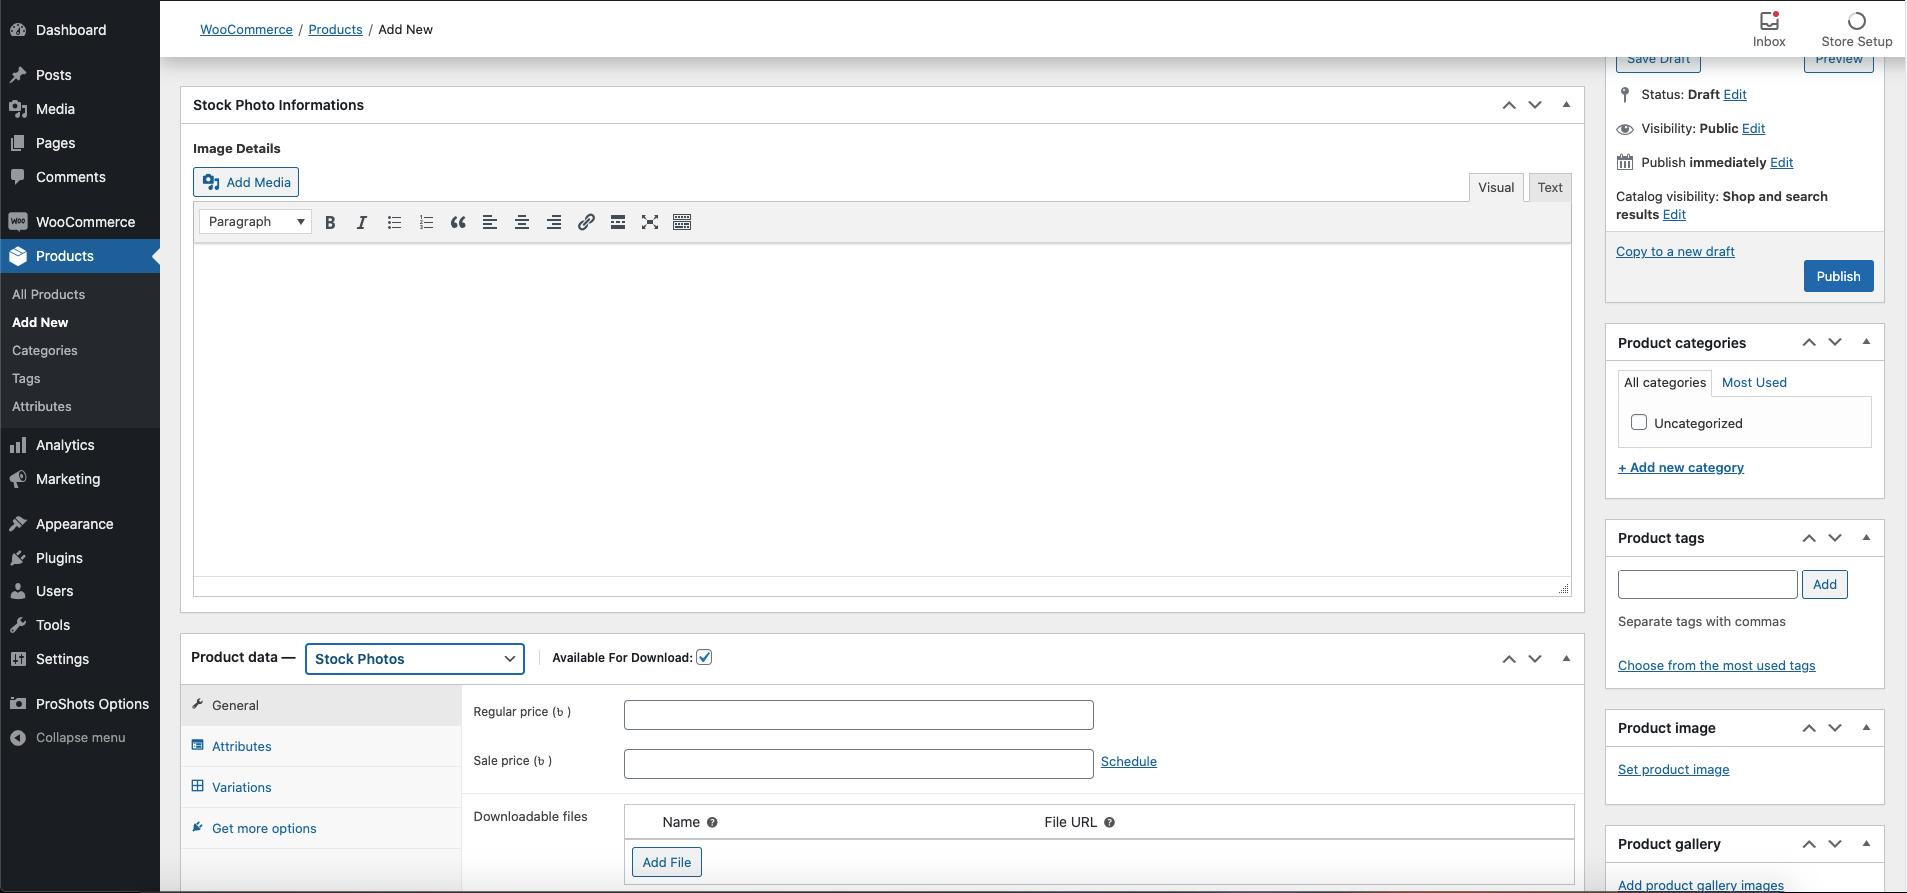 Dashboard
Posts
Media
Pages
Comments
WooCommerce
Products
All Products
Add New
Categories
Tags
Attributes
Analytics
Marketing
Appearance
Plugins
Users
Tools
Settings
ProShots Options
Collapse menu
WooCommerce / Products / Add New
Inbox
Store Setup
Stock Photo Informations
Image Details
Add Media
Visual
Text
Paragraph
Product data —
Stock Photos
Available For Download:
General
Attributes
Variations
Get more options
Regular price (৳ )
Sale price (৳ )
Schedule
Downloadable files
Name
File URL
Add File
Save Draft
Preview
Status: Draft Edit
Visibility: Public Edit
Publish immediately Edit
Catalog visibility: Shop and search
results Edit
Copy to a new draft
Publish
Product categories
All categories
Most Used
Uncategorized
+ Add new category
Product tags
Add
Separate tags with commas
Choose from the most used tags
Product image
Set product image
Product gallery
Add product gallery images